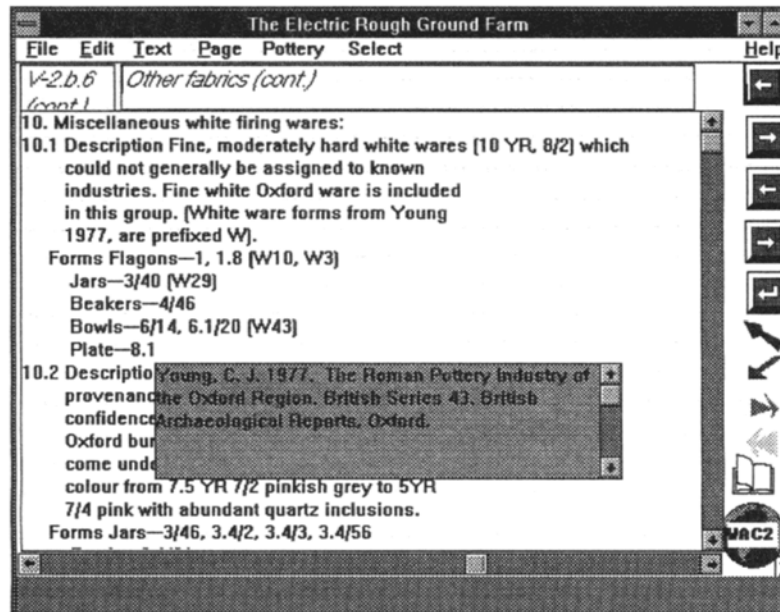 The Electric Rough Ground Farm
File Edit Text Page Pottery Select Help
V-2.b.6 Other fabrics (cont.)
(cont.)
10. Miscellaneous white firing wares:
10.1 Description Fine, moderately hard white wares (10 YR, 8/2) which
could not generally be assigned to known
industries. Fine white Oxford ware is included
in this group. (White ware forms from Young
1977, are prefixed W).
Forms Flagons—1, 1.8 (W10, W3)
Jars—3/40 (W29)
Beakers—4/46
Bowls—6/14, 6.1/20 (W43)
Plate—8.1
10.2 Descriptio
Young, C. J. 1977. The Roman Pottery Industry of
the Oxford Region. British Series 43. British
Archaeological Reports, Oxford.
provenanc
confidence
Oxford bur
come unde
colour from 7.5 YR 7/2 pinkish grey to 5YR
7/4 pink with abundant quartz inclusions.
Forms Jars—3/46, 3.4/2, 3.4/3, 3.4/56
WAC2